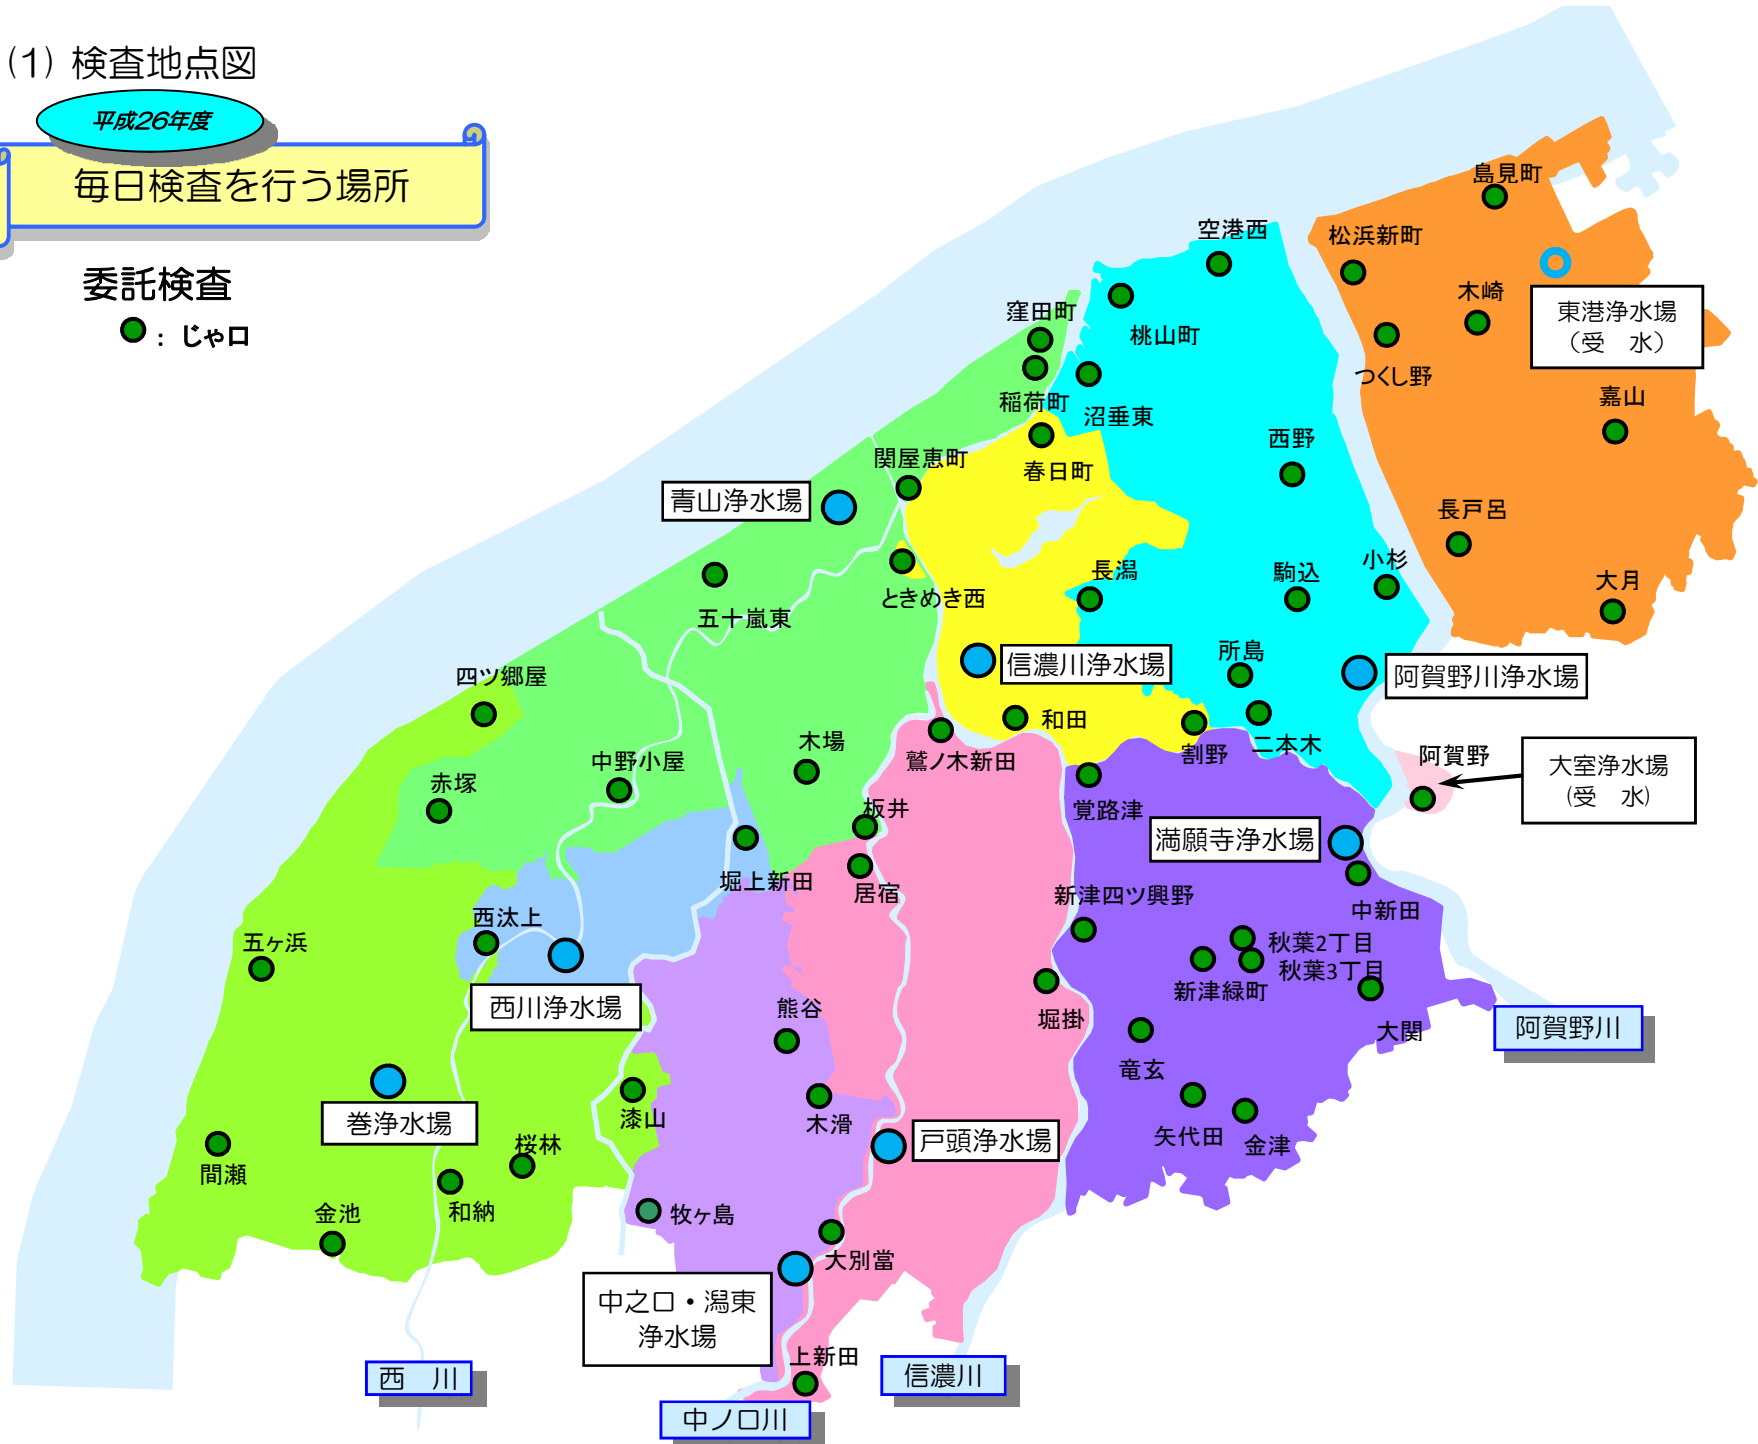 (1) 検査地点図
平成26年度
毎日検査を行う場所
委託検査
：じゃ口
島見町
空港西
松浜新町
木崎
東港浄水場
（受　水）
窪田町
桃山町
つくし野
稲荷町
沼垂東
嘉山
西野
関屋恵町
春日町
青山浄水場
長戸呂
小杉
長潟
駒込
大月
ときめき西
五十嵐東
所島
信濃川浄水場
阿賀野川浄水場
四ツ郷屋
和田
木場
鷲ノ木新田
割野
二本木
阿賀野
大室浄水場
(受　水)
中野小屋
赤塚
板井
覚路津
満願寺浄水場
堀上新田
居宿
新津四ツ興野
中新田
西汰上
五ヶ浜
秋葉2丁目
秋葉3丁目
新津緑町
西川浄水場
熊谷
堀掛
大関
阿賀野川
竜玄
巻浄水場
漆山
木滑
戸頭浄水場
矢代田
金津
桜林
間瀬
和納
金池
牧ヶ島
大別當
中之口・潟東
浄水場
上新田
西　川
信濃川
中ノ口川